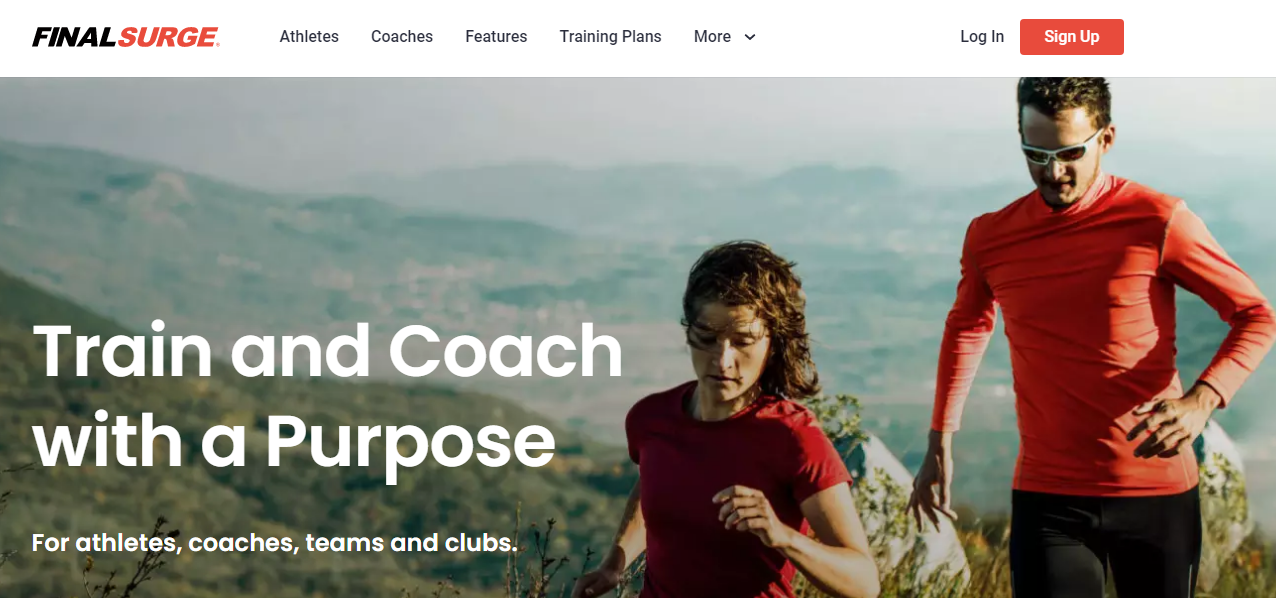 FINALSURGE®
Athletes
Coaches
Features
Training Plans
More
Log In
Sign Up
Train and Coach
with a Purpose
For athletes, coaches, teams and clubs.